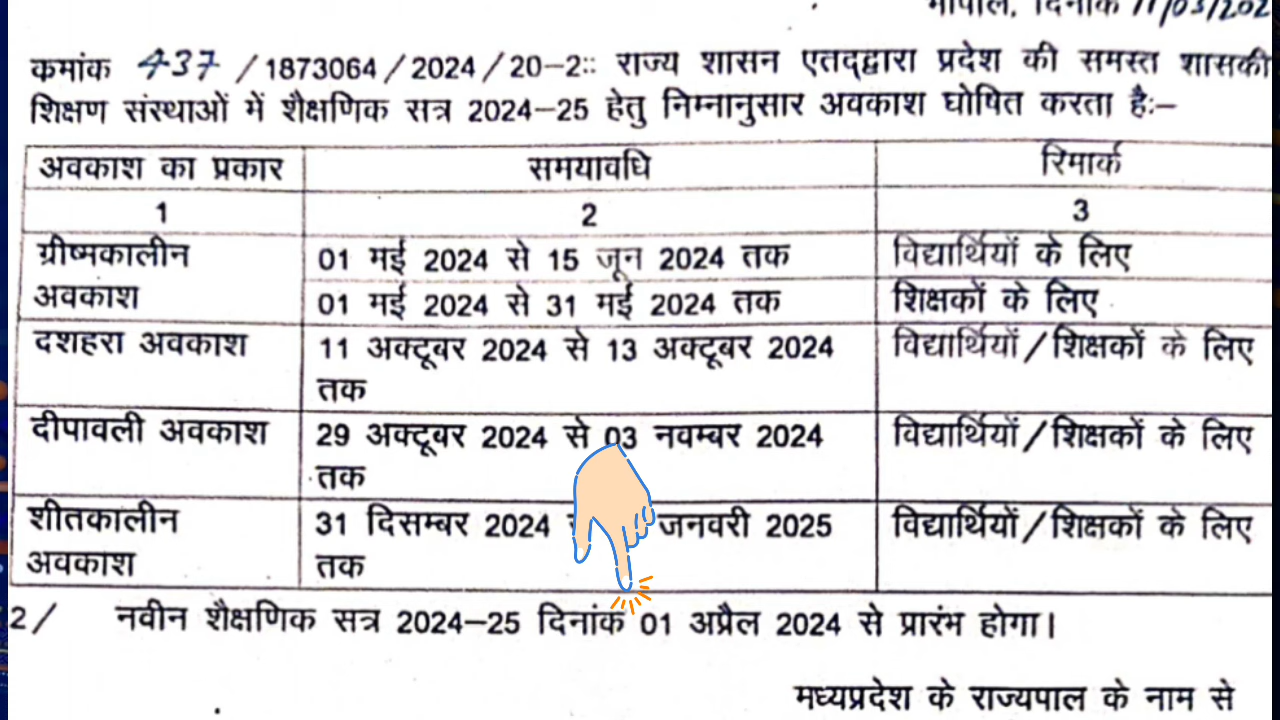 भोपाल, दिनांक 11/03/202
कमांक 437 /1873064/2024/20–2:: राज्य शासन एतद्द्वारा प्रदेश की समस्त शासकी
शिक्षण संस्थाओं में शैक्षणिक सत्र 2024–25 हेतु निम्नानुसार अवकाश घोषित करता है:–
अवकाश का प्रकार समयावधि रिमार्क
1 2 3
ग्रीष्मकालीन 01 मई 2024 से 15 जून 2024 तक विद्यार्थियों के लिए
अवकाश 01 मई 2024 से 31 मई 2024 तक शिक्षकों के लिए
दशहरा अवकाश 11 अक्टूबर 2024 से 13 अक्टूबर 2024 विद्यार्थियों/शिक्षकों के लिए
तक
दीपावली अवकाश 29 अक्टूबर 2024 से 03 नवम्बर 2024 विद्यार्थियों/शिक्षकों के लिए
तक
शीतकालीन 31 दिसम्बर 2024 जनवरी 2025 विद्यार्थियों/शिक्षकों के लिए
अवकाश तक
2/ नवीन शैक्षणिक सत्र 2024–25 दिनांक 01 अप्रैल 2024 से प्रारंभ होगा।
मध्यप्रदेश के राज्यपाल के नाम से